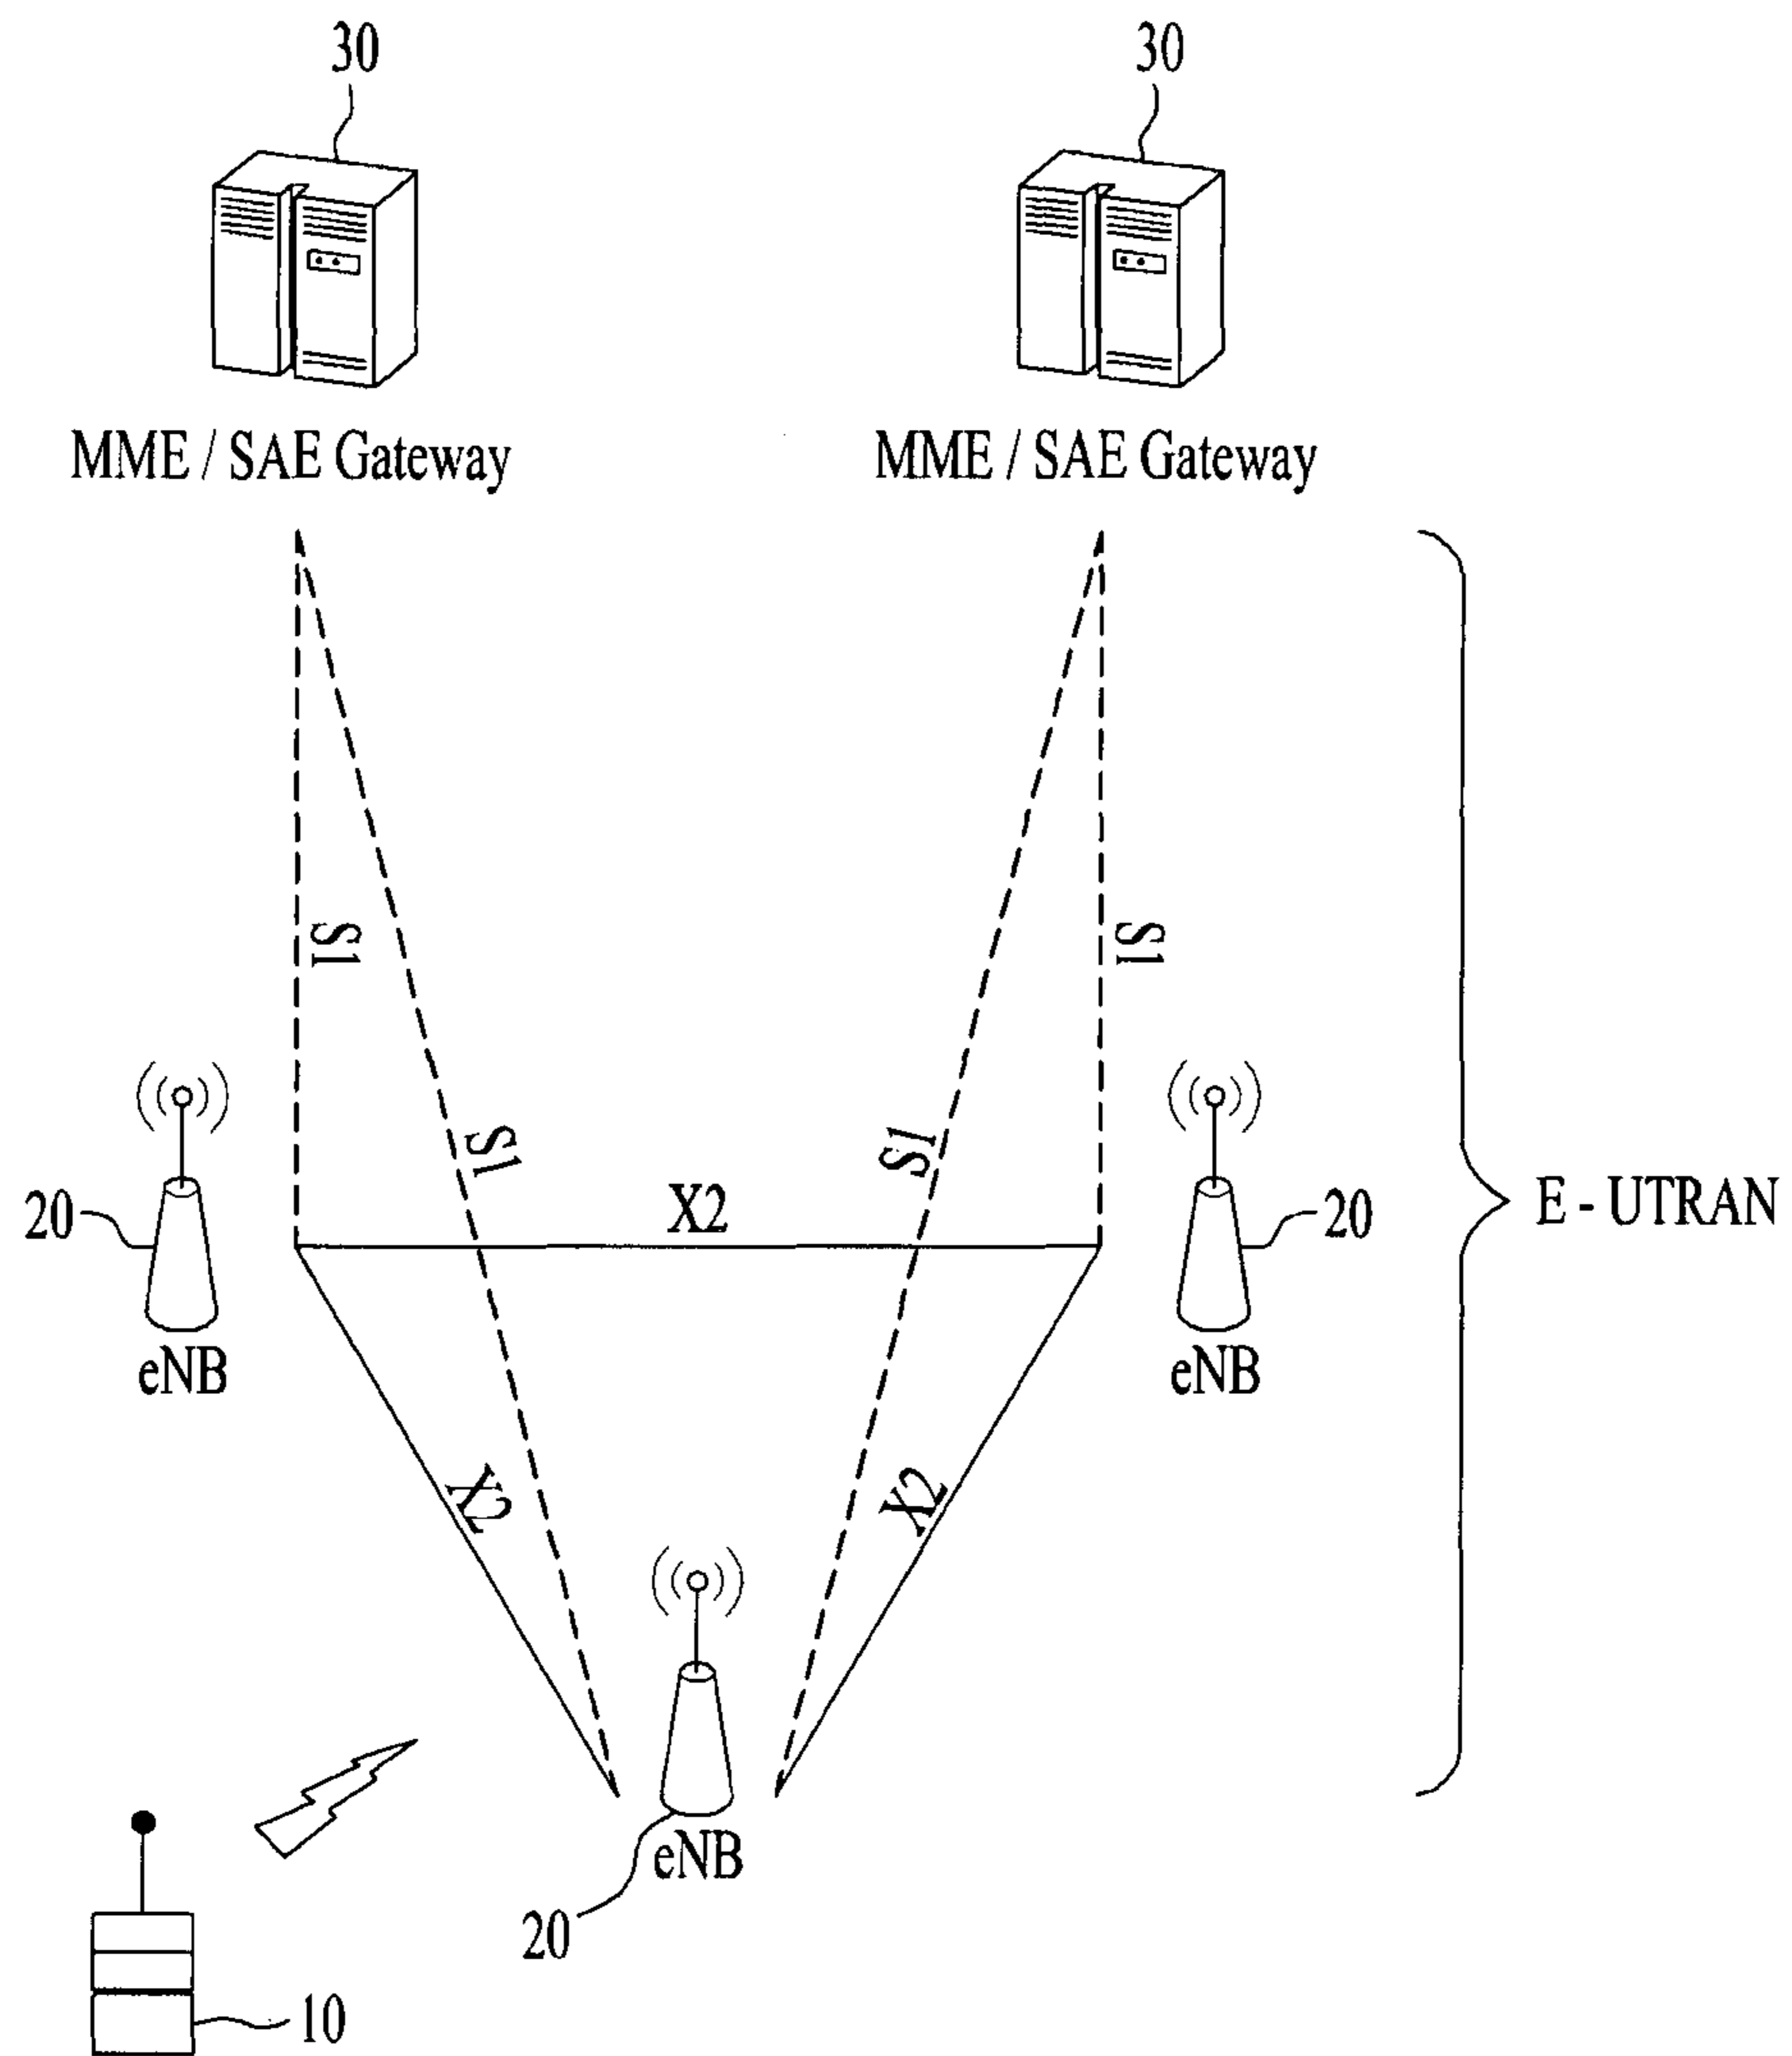 30
30
MME / SAE Gateway
MME / SAE Gateway
S1
S1
S1
S1
20
X2
20
E - UTRAN
eNB
eNB
X2
X2
eNB
20
10